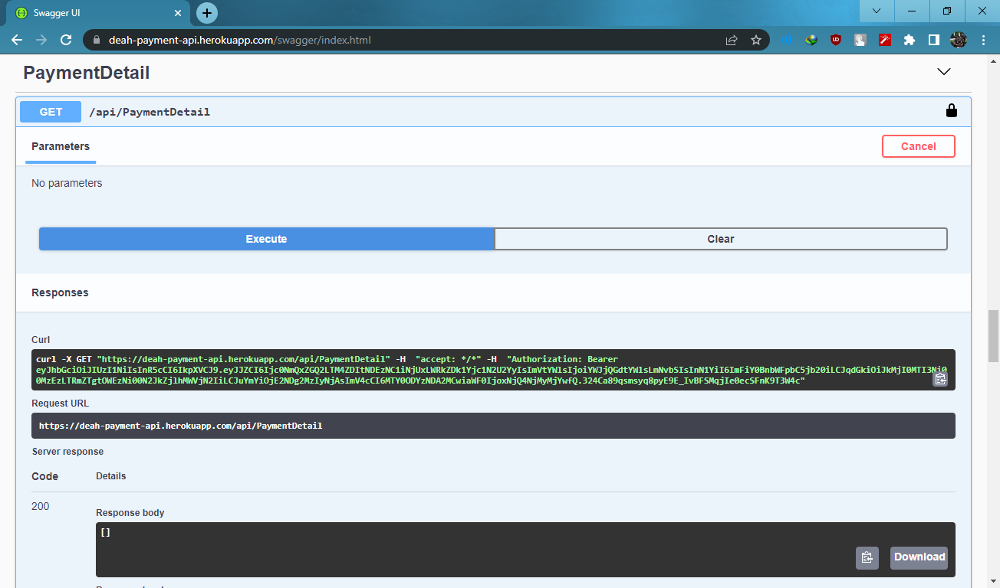 Swagger UI
deah-payment-api.herokuapp.com/swagger/index.html
PaymentDetail
GET /api/PaymentDetail
Parameters
Cancel
No parameters
Execute
Clear
Responses
Curl
curl -X GET "https://deah-payment-api.herokuapp.com/api/PaymentDetail" -H  "accept: */*" -H  "Authorization: Bearer
eyJhbGciOiJIUzI1NiIsInR5cCI6IkpXVCJ9.eyJJZCI6Ijc0NmQxZGQ2LTM4ZDItNDEzNC1iNjUxLWRkZDk1Yjc1N2U2YyIsImVtYWlsIjoiYWJjQGdtYWlsLmNvbSIsInN1YiI6ImFiY0BnbWFpbC5jb20iLCJqdGkiOiJkMjI0MTI3Ni0
0MzEzLTRmZTgtOWEzNi00N2JkZjlhMWVjN2IiLCJuYmYiOjE2NDg2MzIyNjAsImV4cCI6MTY0ODYzNDA2MCwiaWF0IjoxNjQ4NjMyMjYwfQ.324Ca89qsmsyq8pyE9E_IvBFSMqjIe0ecSFnK9T3W4c"
Request URL
https://deah-payment-api.herokuapp.com/api/PaymentDetail
Server response
Code Details
200
Response body
[]
Download